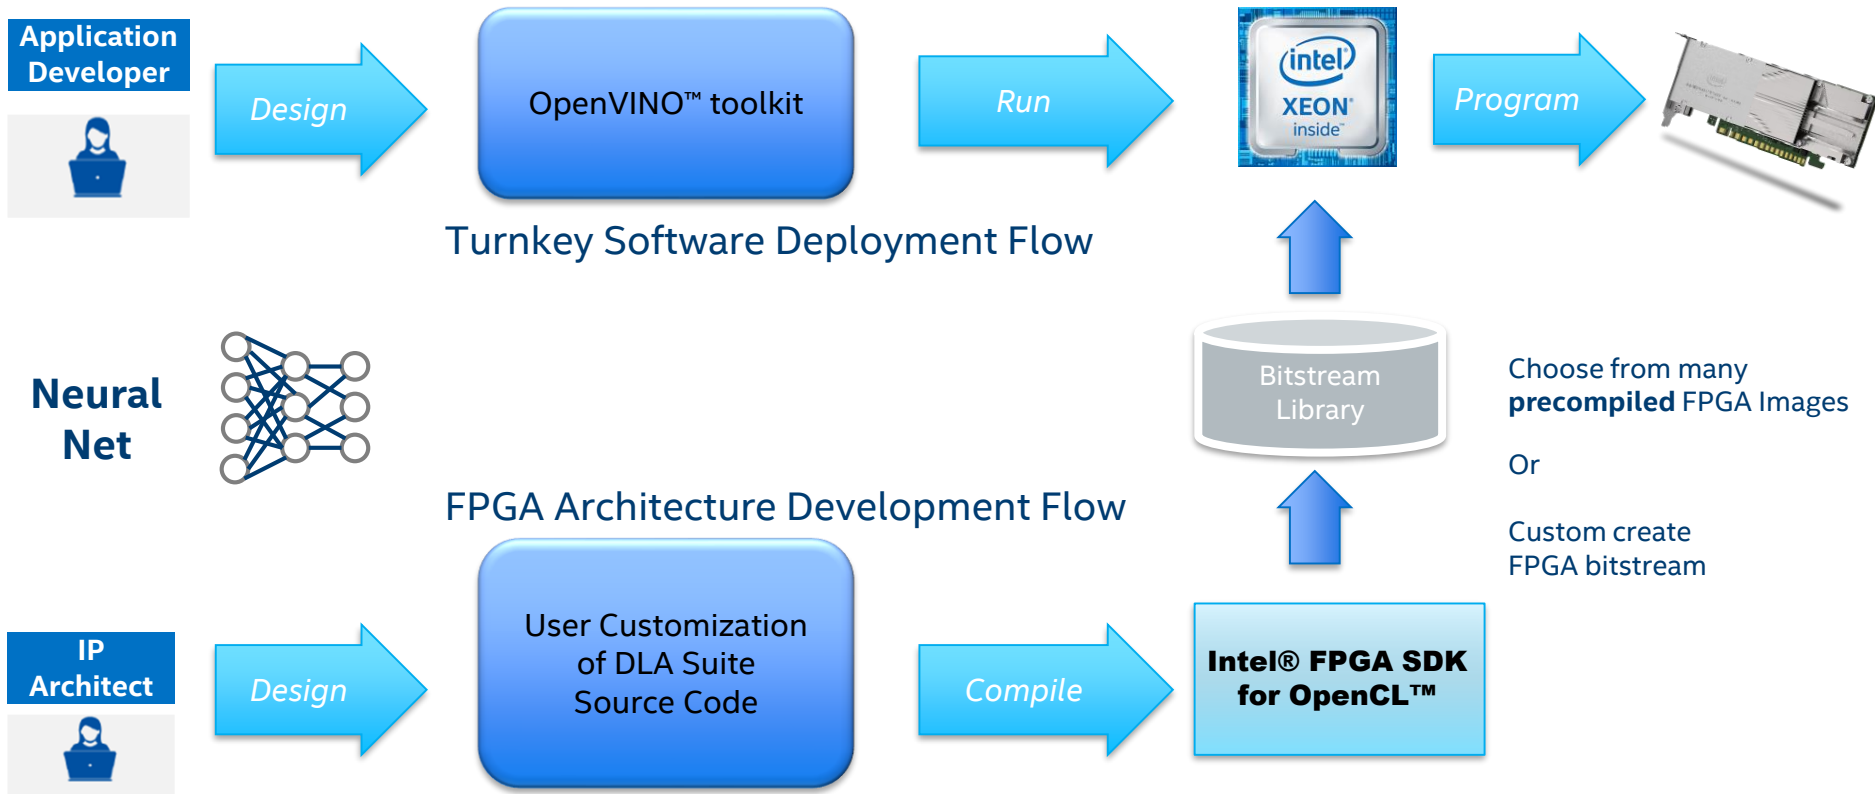 Application
Developer
Design
OpenVINO™ toolkit
Run
intel
XEON®
inside™
Program
Turnkey Software Deployment Flow
Neural
Net
Bitstream
Library
Choose from many
precompiled FPGA Images
Or
Custom create
FPGA bitstream
FPGA Architecture Development Flow
IP
Architect
Design
User Customization
of DLA Suite
Source Code
Compile
Intel® FPGA SDK
for OpenCL™